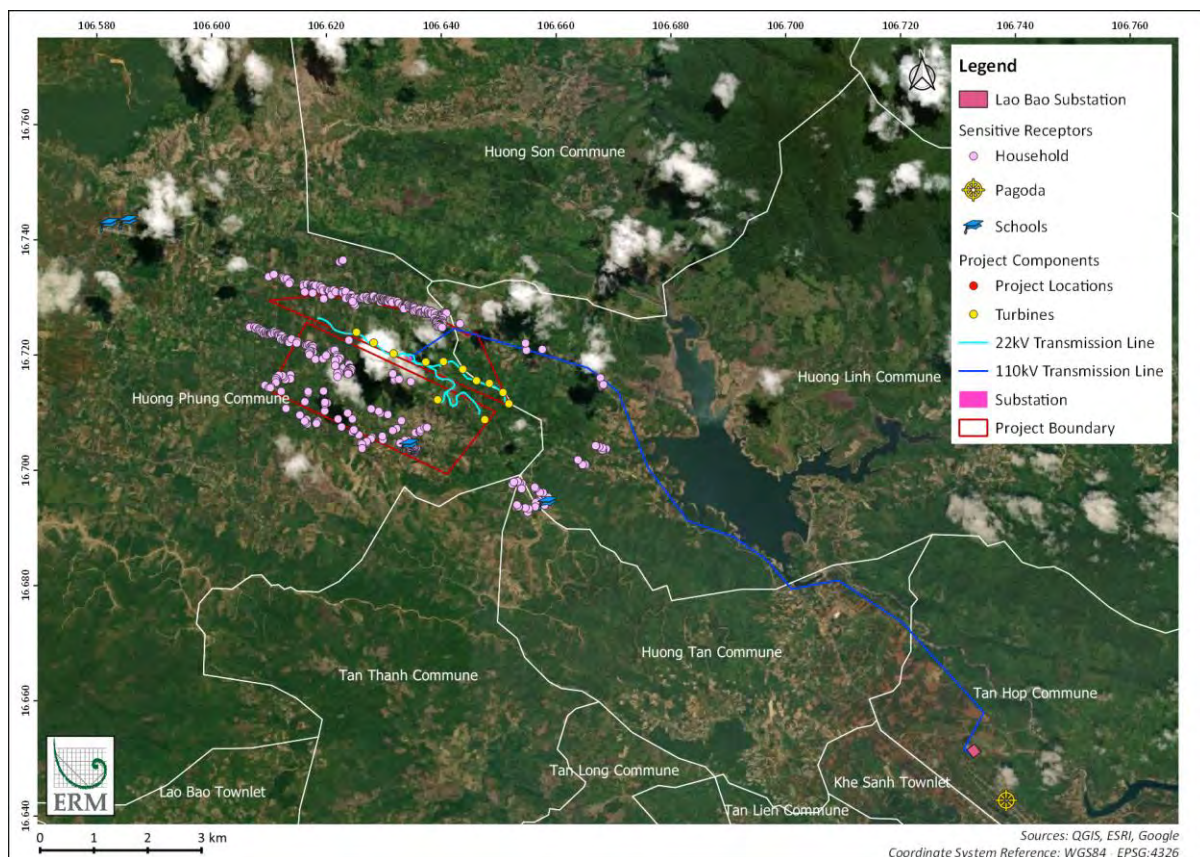 106.580 106.600 106.620 106.640 106.660 106.680 106.700 106.720 106.740 106.760
16.760
16.740
16.720
16.700
16.680
16.660
16.640
Huong Son Commune
Huong Linh Commune
Huong Phung Commune
Huong Tan Commune
Tan Thanh Commune
Tan Hop Commune
Tan Long Commune
Khe Sanh Townlet
Lao Bao Townlet
Tan Lien Commune
N
Legend
Lao Bao Substation
Sensitive Receptors
Household
Pagoda
Schools
Project Components
Project Locations
Turbines
22kV Transmission Line
110kV Transmission Line
Substation
Project Boundary
ERM
0 1 2 3 km
Sources: QGIS, ESRI, Google
Coordinate System Reference: WGS84 - EPSG:4326